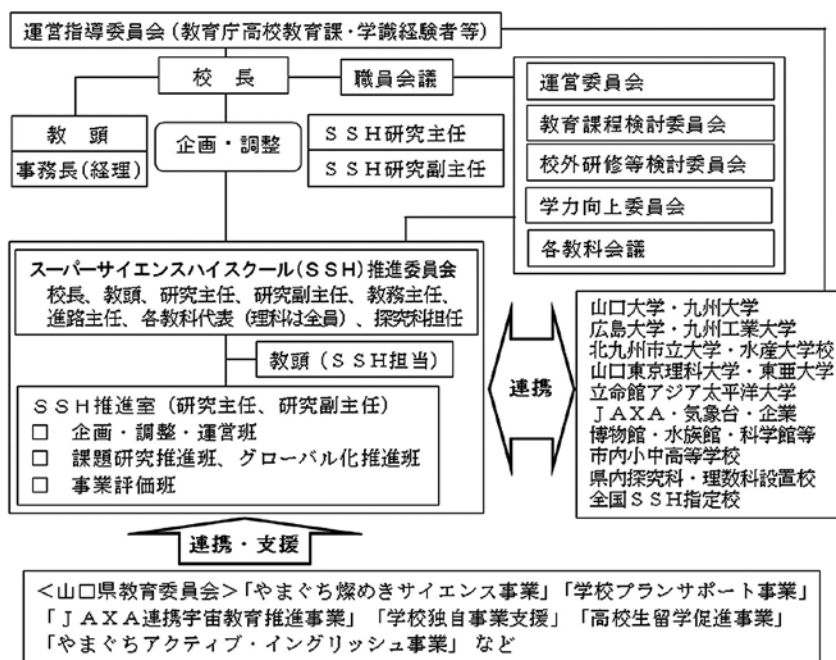 運営指導委員会(教育庁高校教育課・学識経験者等)
校 長
職員会議
運営委員会
教育課程検討委員会
校外研修等検討委員会
学力向上委員会
各教科会議
教 頭
事務長(経理)
企画・調整
SSH研究主任
SSH研究副主任
スーパーサイエンスハイスクール(SSH)推進委員会
校長、教頭、研究主任、研究副主任、教務主任、
進路主任、各教科代表(理科は全員)、探究科担任
教頭(SSH担当)
SSH推進室(研究主任、研究副主任)
□ 企画・調整・運営班
□ 課題研究推進班、グローバル化推進班
□ 事業評価班
連携
山口大学・九州大学
広島大学・九州工業大学
北九州市立大学・水産大学校
山口東京理科大学・東亜大学
立命館アジア太平洋大学
JAXA・気象台・企業
博物館・水族館・科学館等
市内小中高等学校
県内探究科・理数科設置校
全国SSH指定校
連携・支援
<山口県教育委員会>「やまぐち燦めきサイエンス事業」「学校プランサポート事業」
「JAXA連携宇宙教育推進事業」「学校独自事業支援」「高校生留学促進事業」
「やまぐちアクティブ・イングリッシュ事業」など